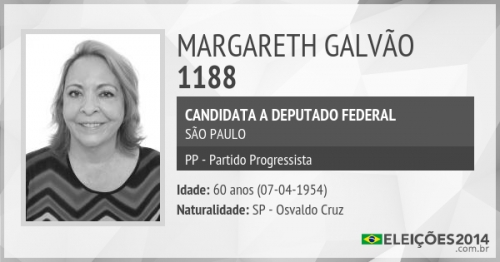 MARGARETH GALVÃO
1188
CANDIDATA A DEPUTADO FEDERAL
SÃO PAULO
PP - Partido Progressista
Idade: 60 anos (07-04-1954)
Naturalidade: SP - Osvaldo Cruz
ELEIÇÕES2014
.com.br